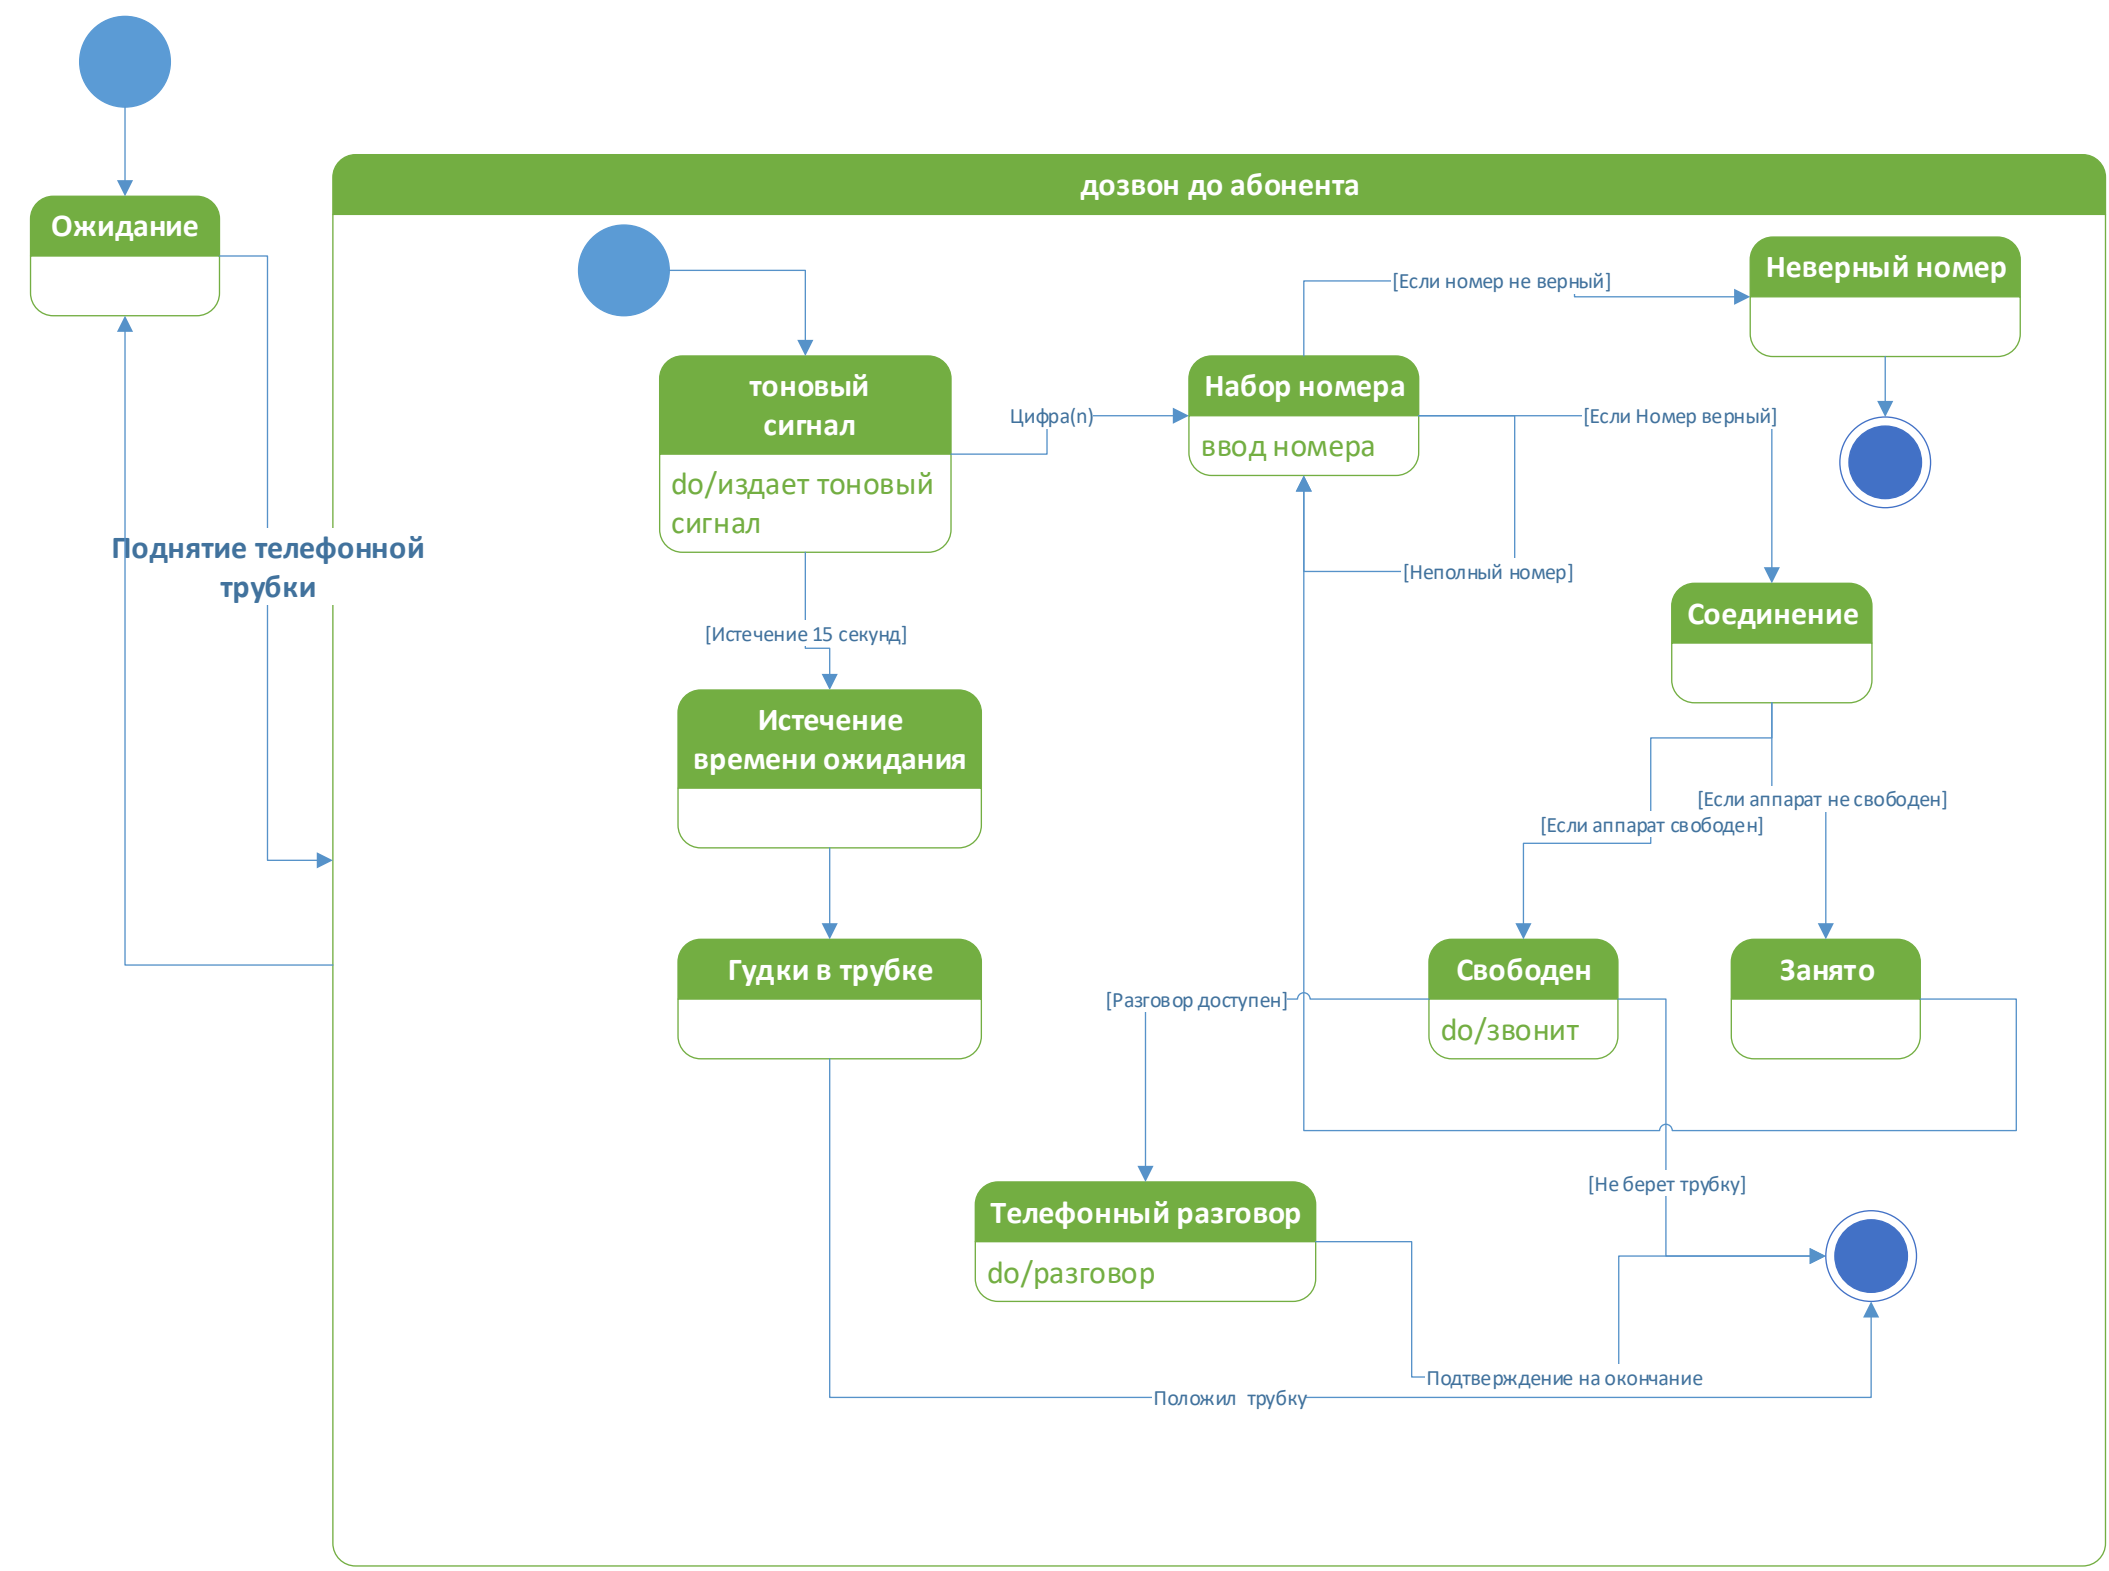 дозвон до абонента
Ожидание
Неверный номер
[Если номер не верный]
тоновый
сигнал
do/издает тоновый
сигнал
Цифра(n)
Набор номера
ввод номера
[Если Номер верный]
Поднятие телефонной
трубки
[Неполный номер]
[Истечение 15 секунд]
Соединение
Истечение
времени ожидания
[Если аппарат не свободен]
[Если аппарат свободен]
Гудки в трубке
Свободен
do/звонит
Занято
[Разговор доступен]
[Не берет трубку]
Телефонный разговор
do/разговор
Подтверждение на окончание
Положил трубку